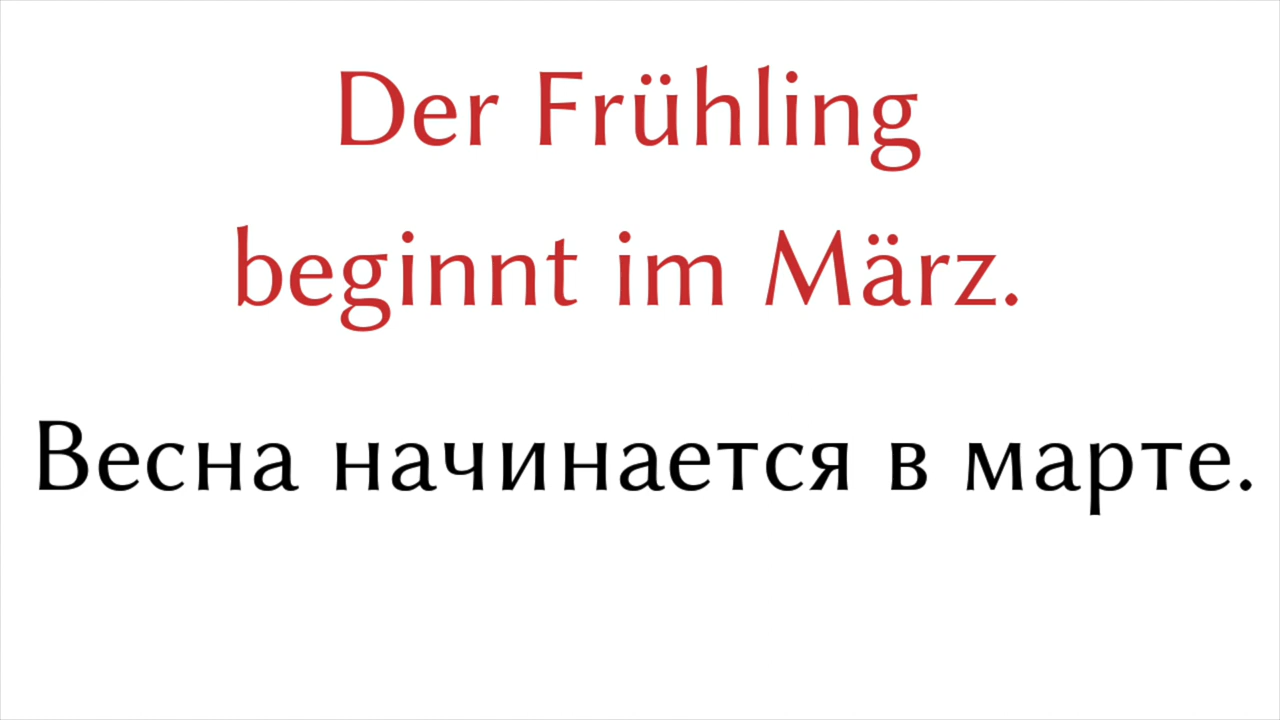 Der Frühling
beginnt im März.
Весна начинается в марте.